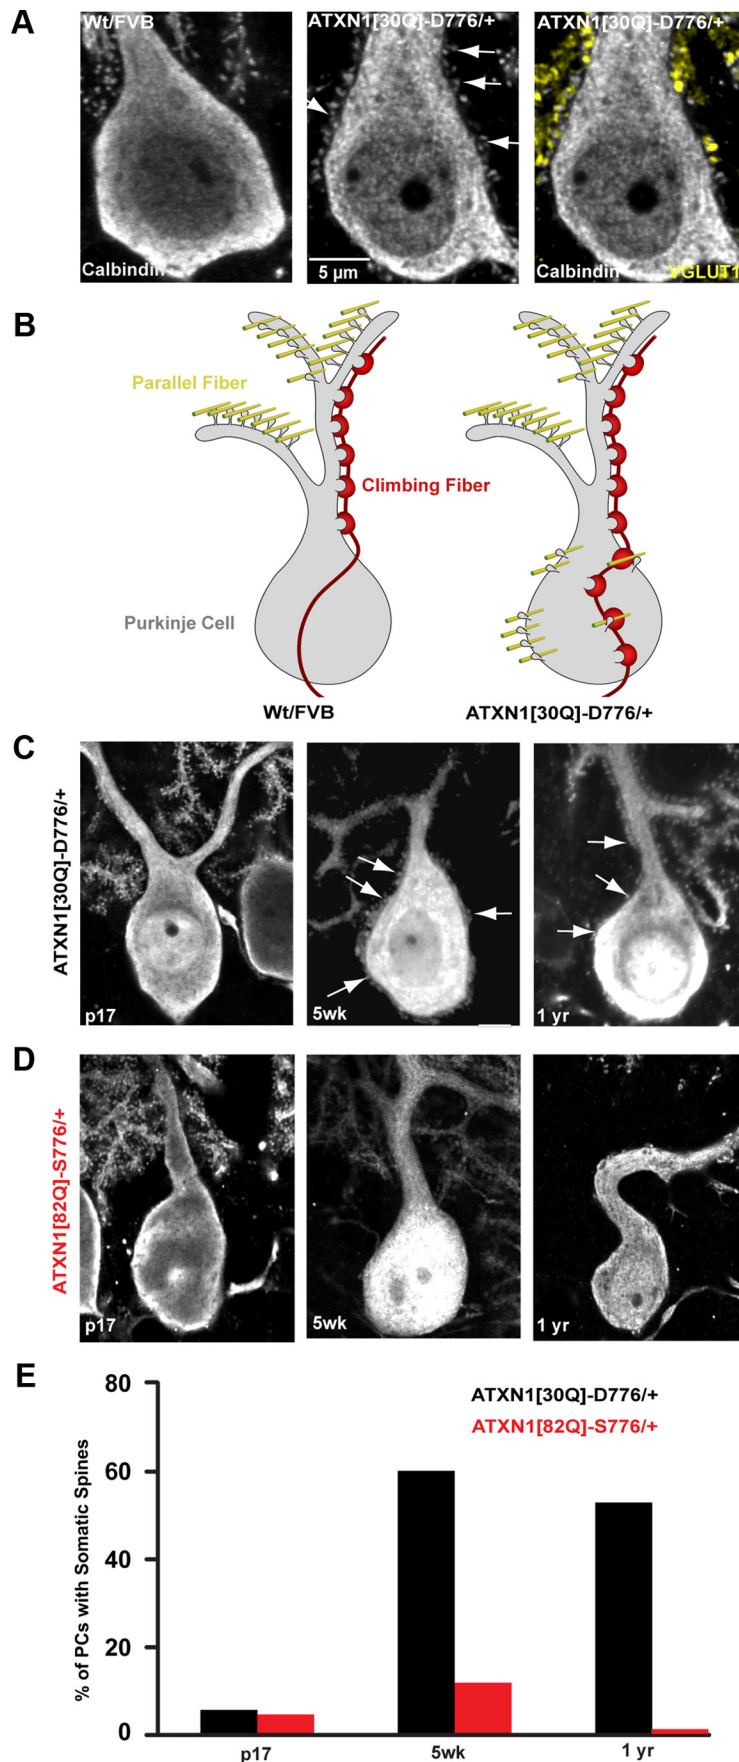 A
Wt/FVB
ATXN1[30Q]-D776/+
ATXN1[30Q]-D776/+
Calbindin
5 µm
Calbindin
VGLUT1
B
Parallel Fiber
Climbing Fiber
Purkinje Cell
Wt/FVB
ATXN1[30Q]-D776/+
C
ATXN1[30Q]-D776/+
p17
5wk
1 yr
D
ATXN1[82Q]-S776/+
p17
5wk
1 yr
E
ATXN1[30Q]-D776/+
ATXN1[82Q]-S776/+
% of PCs with Somatic Spines
80
60
40
20
0
p17
5wk
1 yr